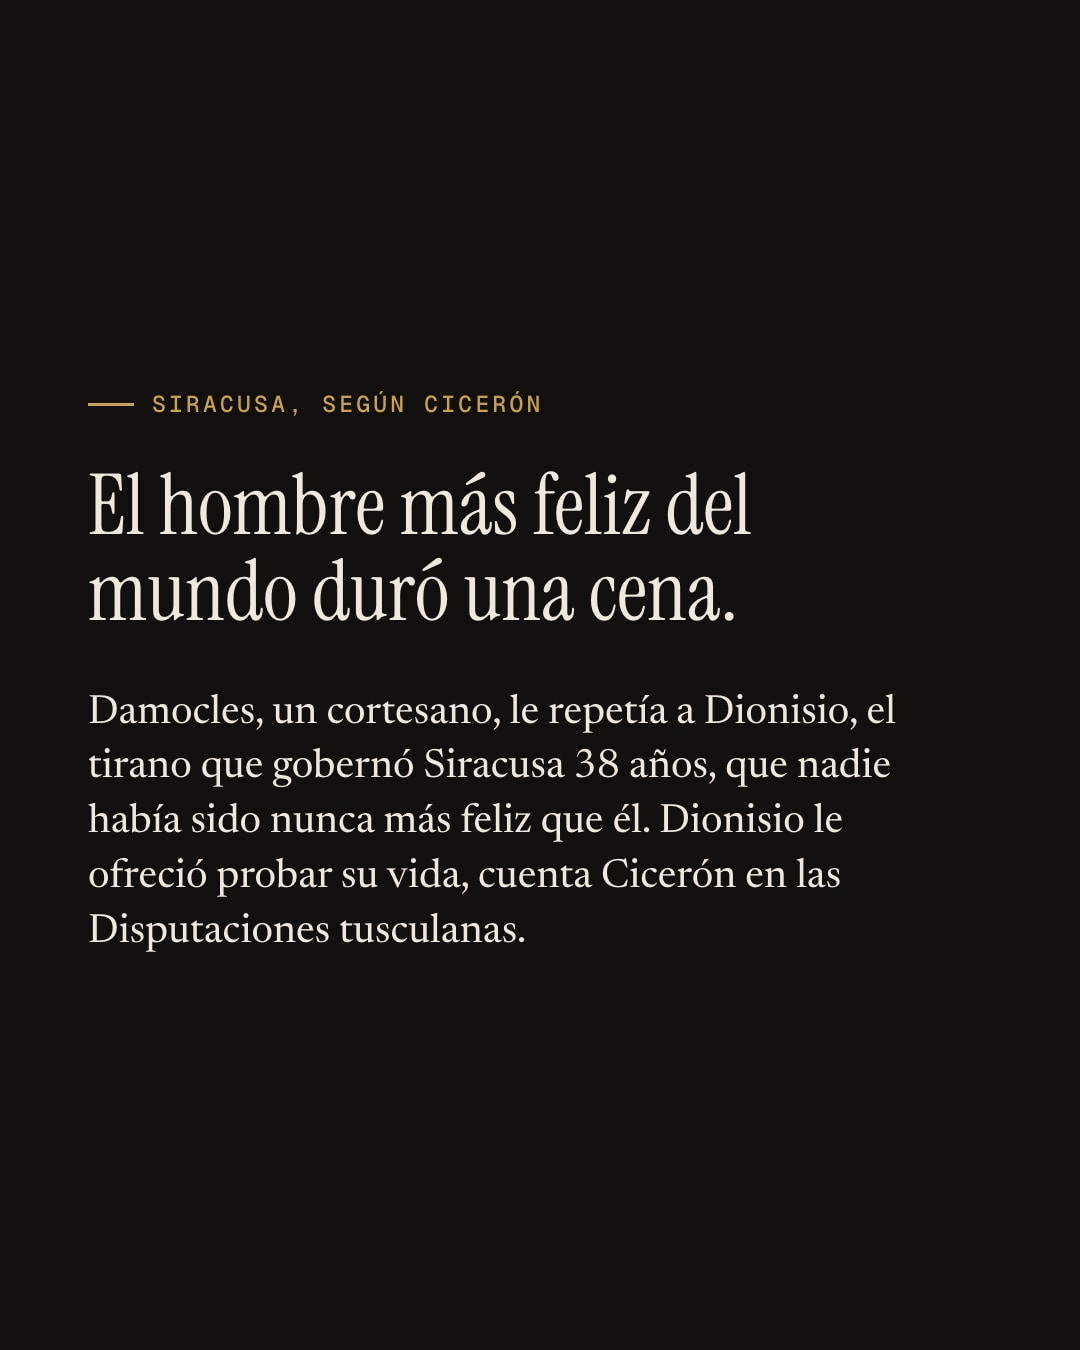 SIRACUSA, SEGÚN CICERÓN
El hombre más feliz del
mundo duró una cena.
Damocles, un cortesano, le repetía a Dionisio, el
tirano que gobernó Siracusa 38 años, que nadie
había sido nunca más feliz que él. Dionisio le
ofreció probar su vida, cuenta Cicerón en las
Disputaciones tusculanas.